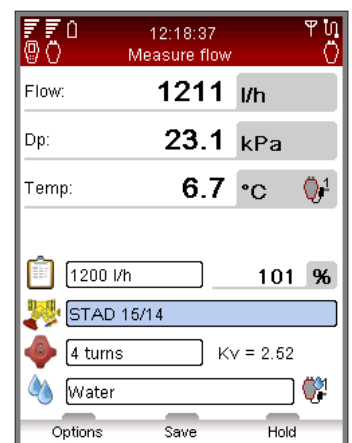 12:18:37
Measure flow
Flow: 1211 l/h
Dp: 23.1 kPa
Temp: 6.7 °C 1
1200 l/h 101 %
STAD 15/14
4 turns Kv = 2.52
Water
Options Save Hold